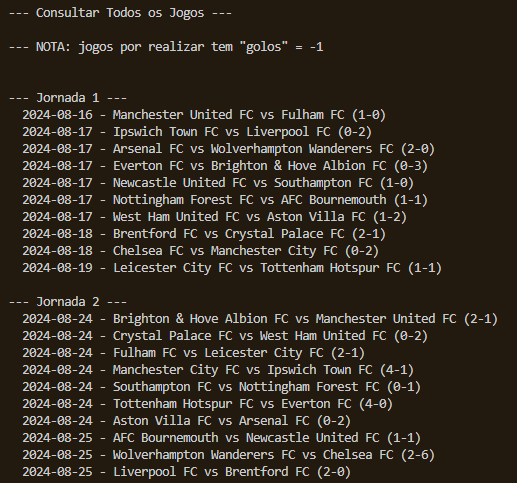 --- Consultar Todos os Jogos ---
--- NOTA: jogos por realizar tem "golos" = -1
--- Jornada 1 ---
2024-08-16 - Manchester United FC vs Fulham FC (1-0)
2024-08-17 - Ipswich Town FC vs Liverpool FC (0-2)
2024-08-17 - Arsenal FC vs Wolverhampton Wanderers FC (2-0)
2024-08-17 - Everton FC vs Brighton & Hove Albion FC (0-3)
2024-08-17 - Newcastle United FC vs Southampton FC (1-0)
2024-08-17 - Nottingham Forest FC vs AFC Bournemouth (1-1)
2024-08-17 - West Ham United FC vs Aston Villa FC (1-2)
2024-08-18 - Brentford FC vs Crystal Palace FC (2-1)
2024-08-18 - Chelsea FC vs Manchester City FC (0-2)
2024-08-19 - Leicester City FC vs Tottenham Hotspur FC (1-1)
--- Jornada 2 ---
2024-08-24 - Brighton & Hove Albion FC vs Manchester United FC (2-1)
2024-08-24 - Crystal Palace FC vs West Ham United FC (0-2)
2024-08-24 - Fulham FC vs Leicester City FC (2-1)
2024-08-24 - Manchester City FC vs Ipswich Town FC (4-1)
2024-08-24 - Southampton FC vs Nottingham Forest FC (0-1)
2024-08-24 - Tottenham Hotspur FC vs Everton FC (4-0)
2024-08-24 - Aston Villa FC vs Arsenal FC (0-2)
2024-08-25 - AFC Bournemouth vs Newcastle United FC (1-1)
2024-08-25 - Wolverhampton Wanderers FC vs Chelsea FC (2-6)
2024-08-25 - Liverpool FC vs Brentford FC (2-0)